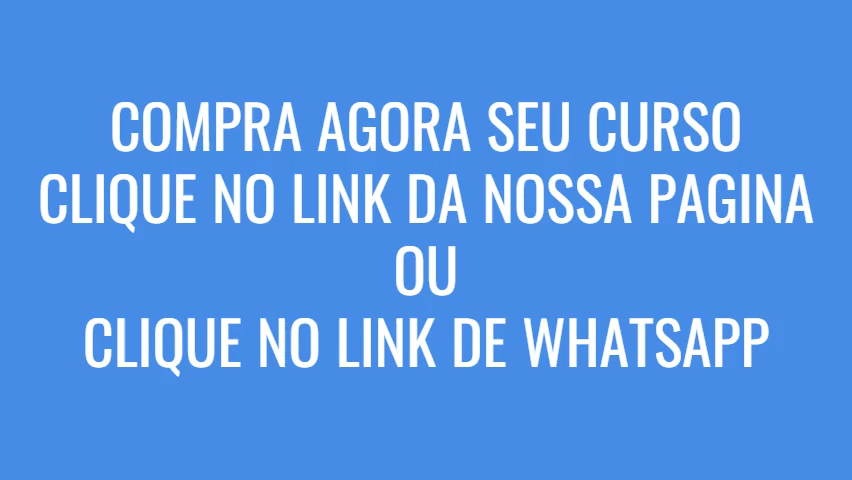 COMPRA AGORA SEU CURSO
CLIQUE NO LINK DA NOSSA PAGINA
OU
CLIQUE NO LINK DE WHATSAPP